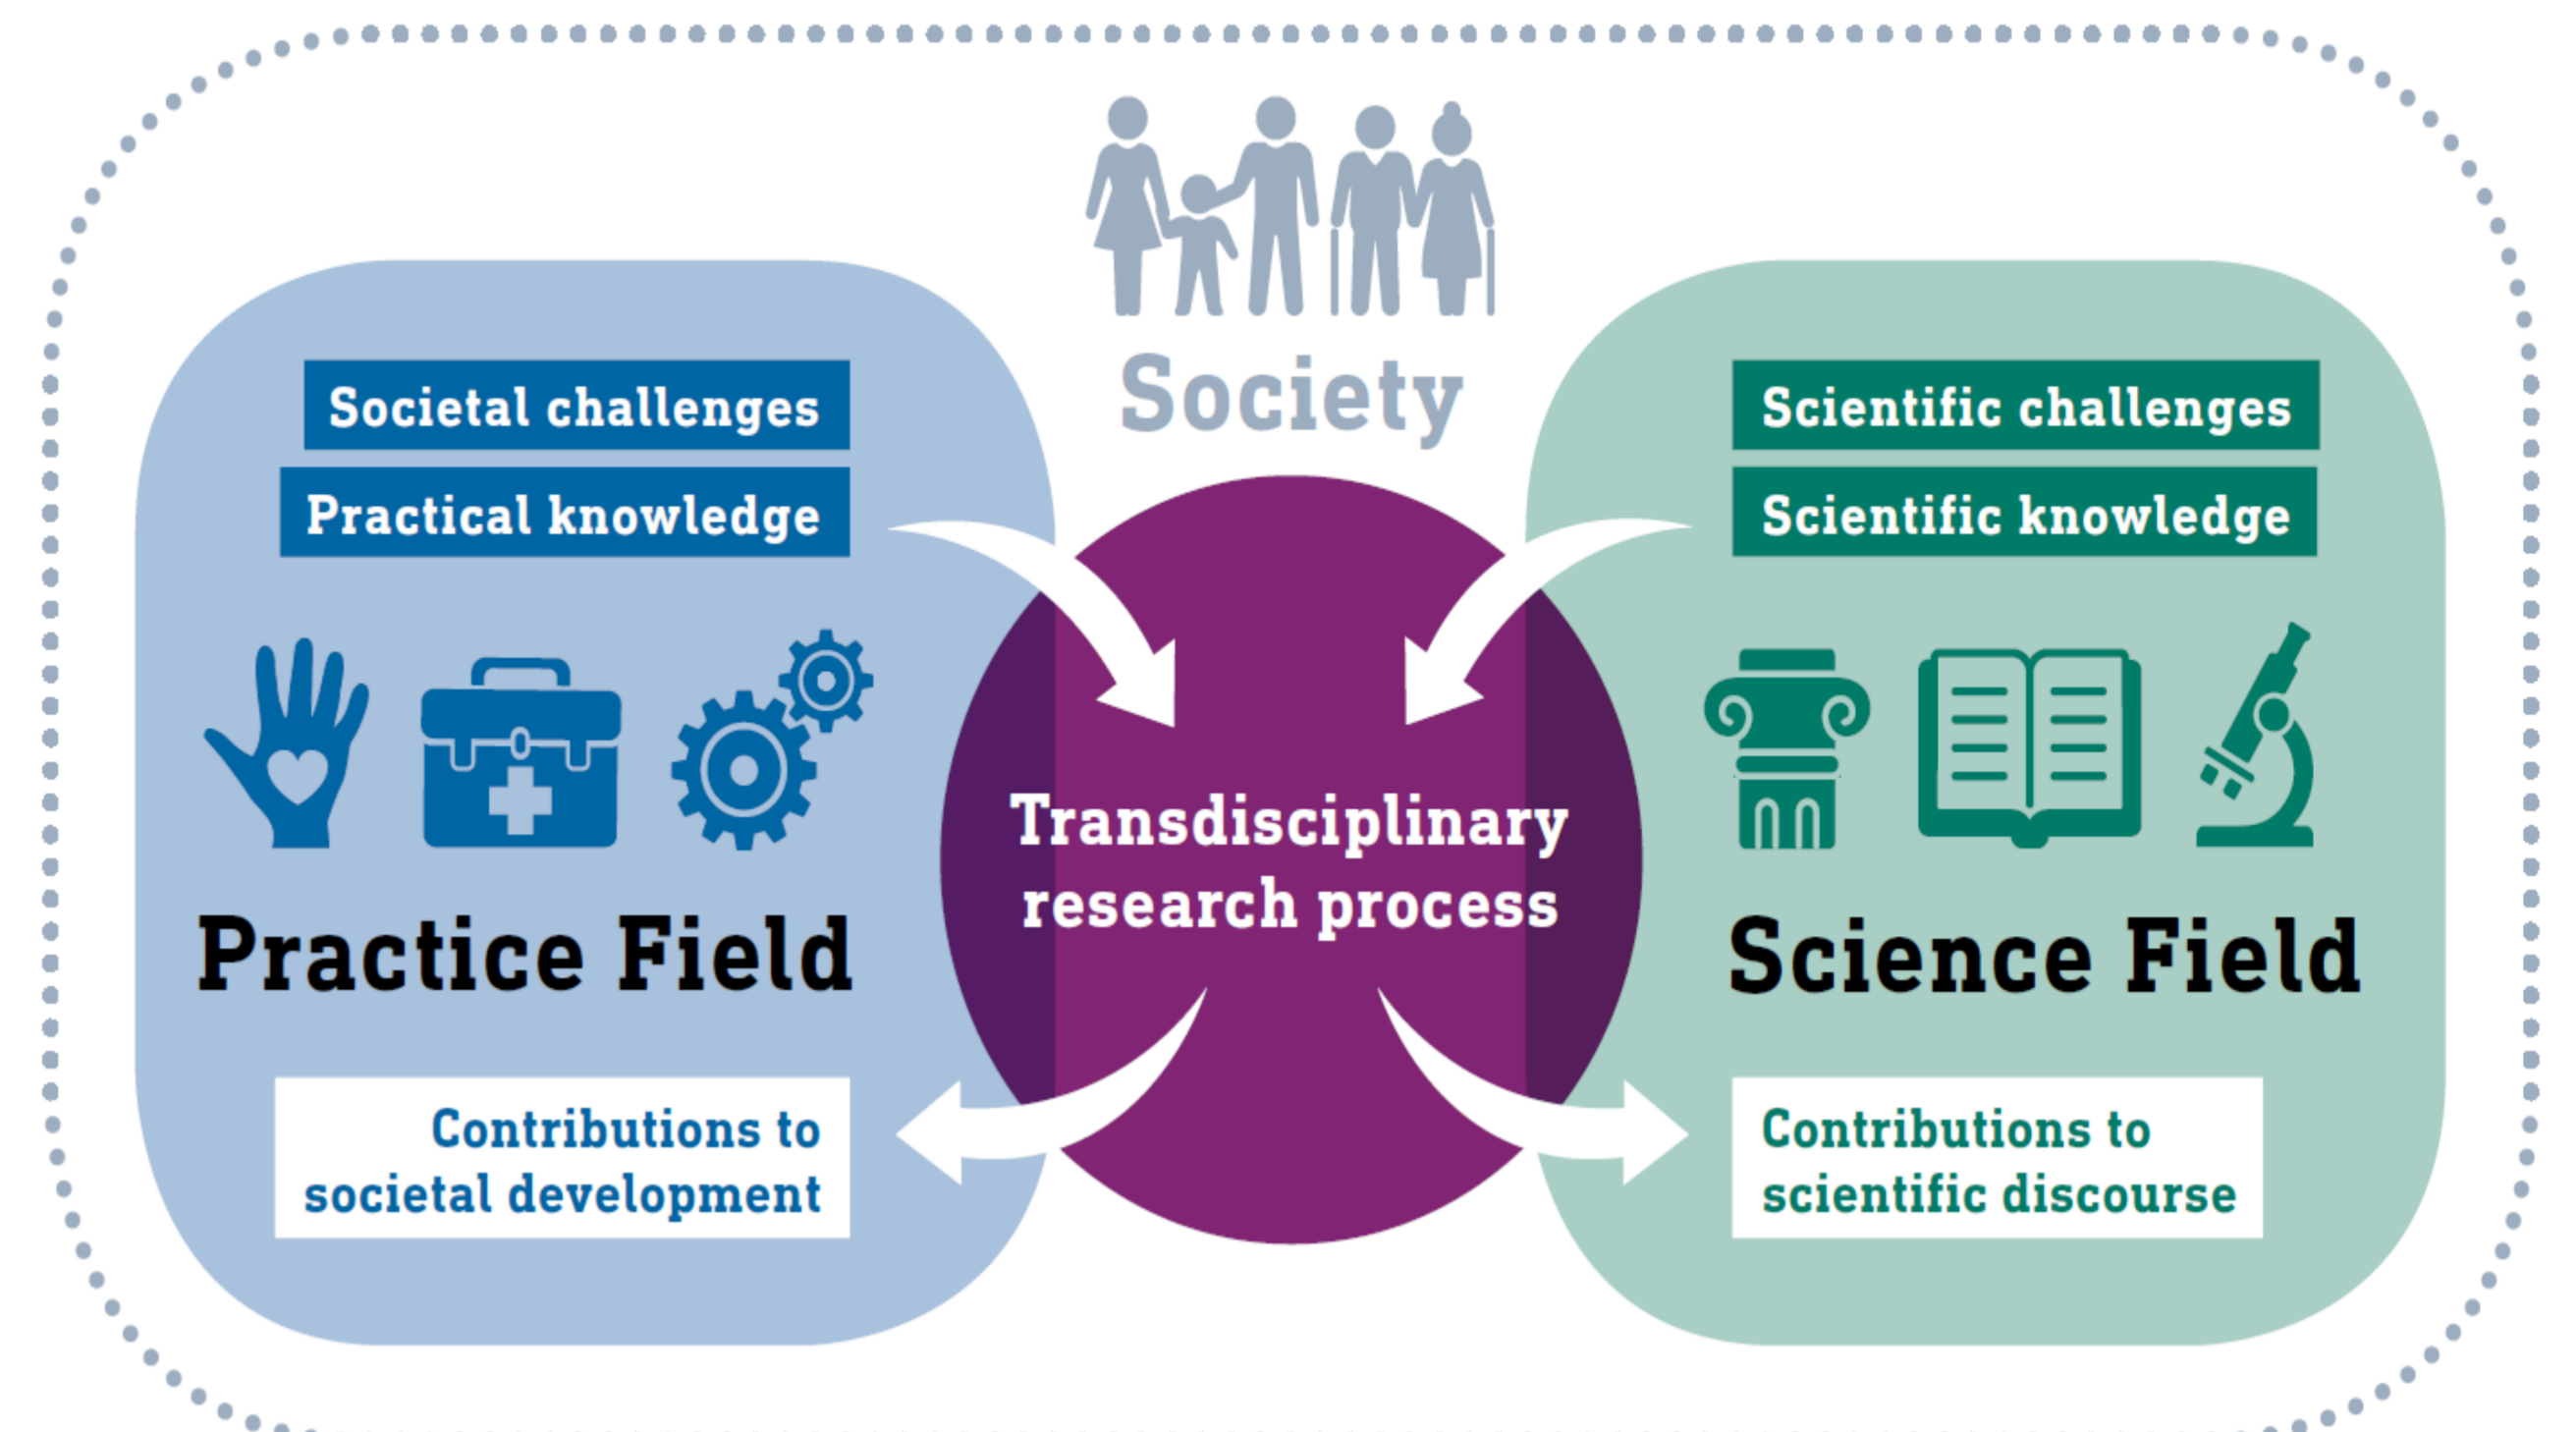 Society
Societal challenges
Practical knowledge
Practice Field
Contributions to
societal development
Transdisciplinary
research process
Scientific challenges
Scientific knowledge
Science Field
Contributions to
scientific discourse